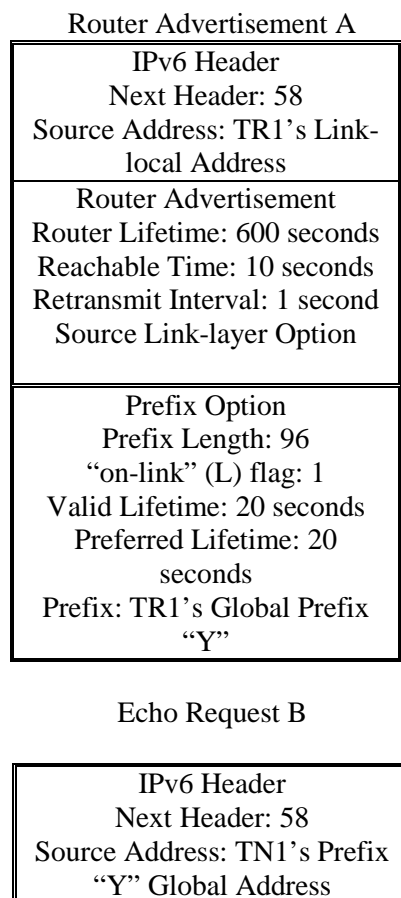 Router Advertisement A
IPv6 Header
Next Header: 58
Source Address: TR1’s Link-
local Address
Router Advertisement
Router Lifetime: 600 seconds
Reachable Time: 10 seconds
Retransmit Interval: 1 second
Source Link-layer Option
Prefix Option
Prefix Length: 96
“on-link” (L) flag: 1
Valid Lifetime: 20 seconds
Preferred Lifetime: 20
seconds
Prefix: TR1’s Global Prefix
“Y”
Echo Request B
IPv6 Header
Next Header: 58
Source Address: TN1’s Prefix
“Y” Global Address